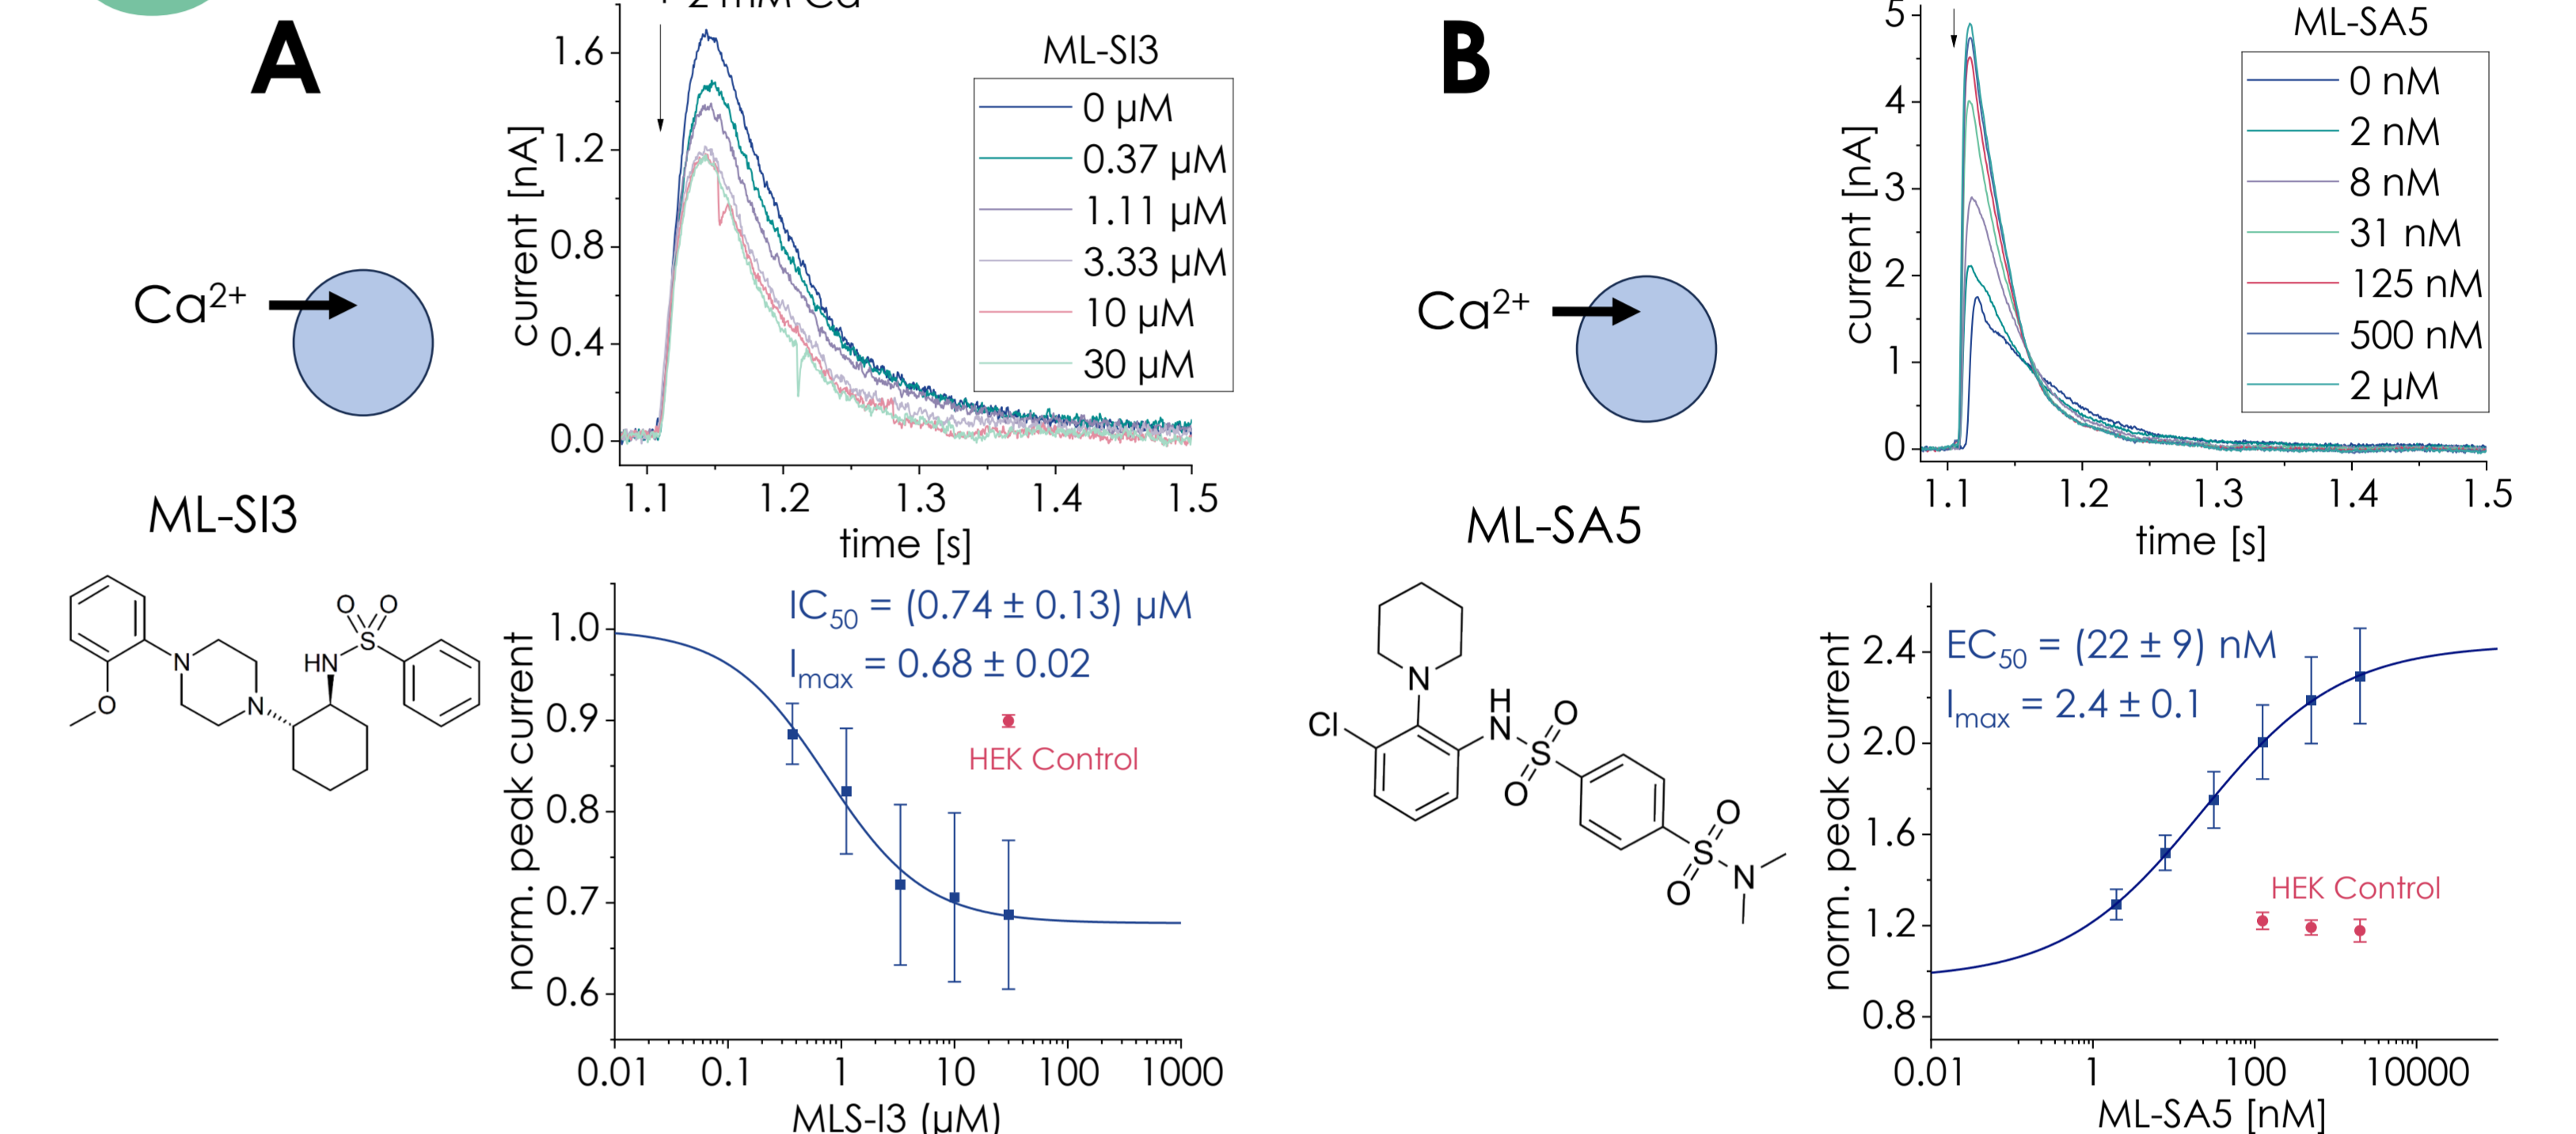 A
+ 2 mM Ca
ML-SI3
0 µM
0.37 µM
1.11 µM
3.33 µM
10 µM
30 µM
current [nA]
1.6
1.2
0.8
0.4
0.0
1.1 1.2 1.3 1.4 1.5
time [s]
Ca2+
ML-SI3
N
N
HN
S
O O
O
IC50 = (0.74 ± 0.13) µM
Imax = 0.68 ± 0.02
HEK Control
norm. peak current
1.0
0.9
0.8
0.7
0.6
0.01 0.1 1 10 100 1000
MLS-I3 (µM)
B
ML-SA5
0 nM
2 nM
8 nM
31 nM
125 nM
500 nM
2 µM
current [nA]
5
4
3
2
1
0
1.1 1.2 1.3 1.4 1.5
time [s]
Ca2+
ML-SA5
N
Cl
H
N
O
S
O
O
S
O
N
EC50 = (22 ± 9) nM
Imax = 2.4 ± 0.1
HEK Control
norm. peak current
2.4
2.0
1.6
1.2
0.8
0.01 1 100 10000
ML-SA5 [nM]